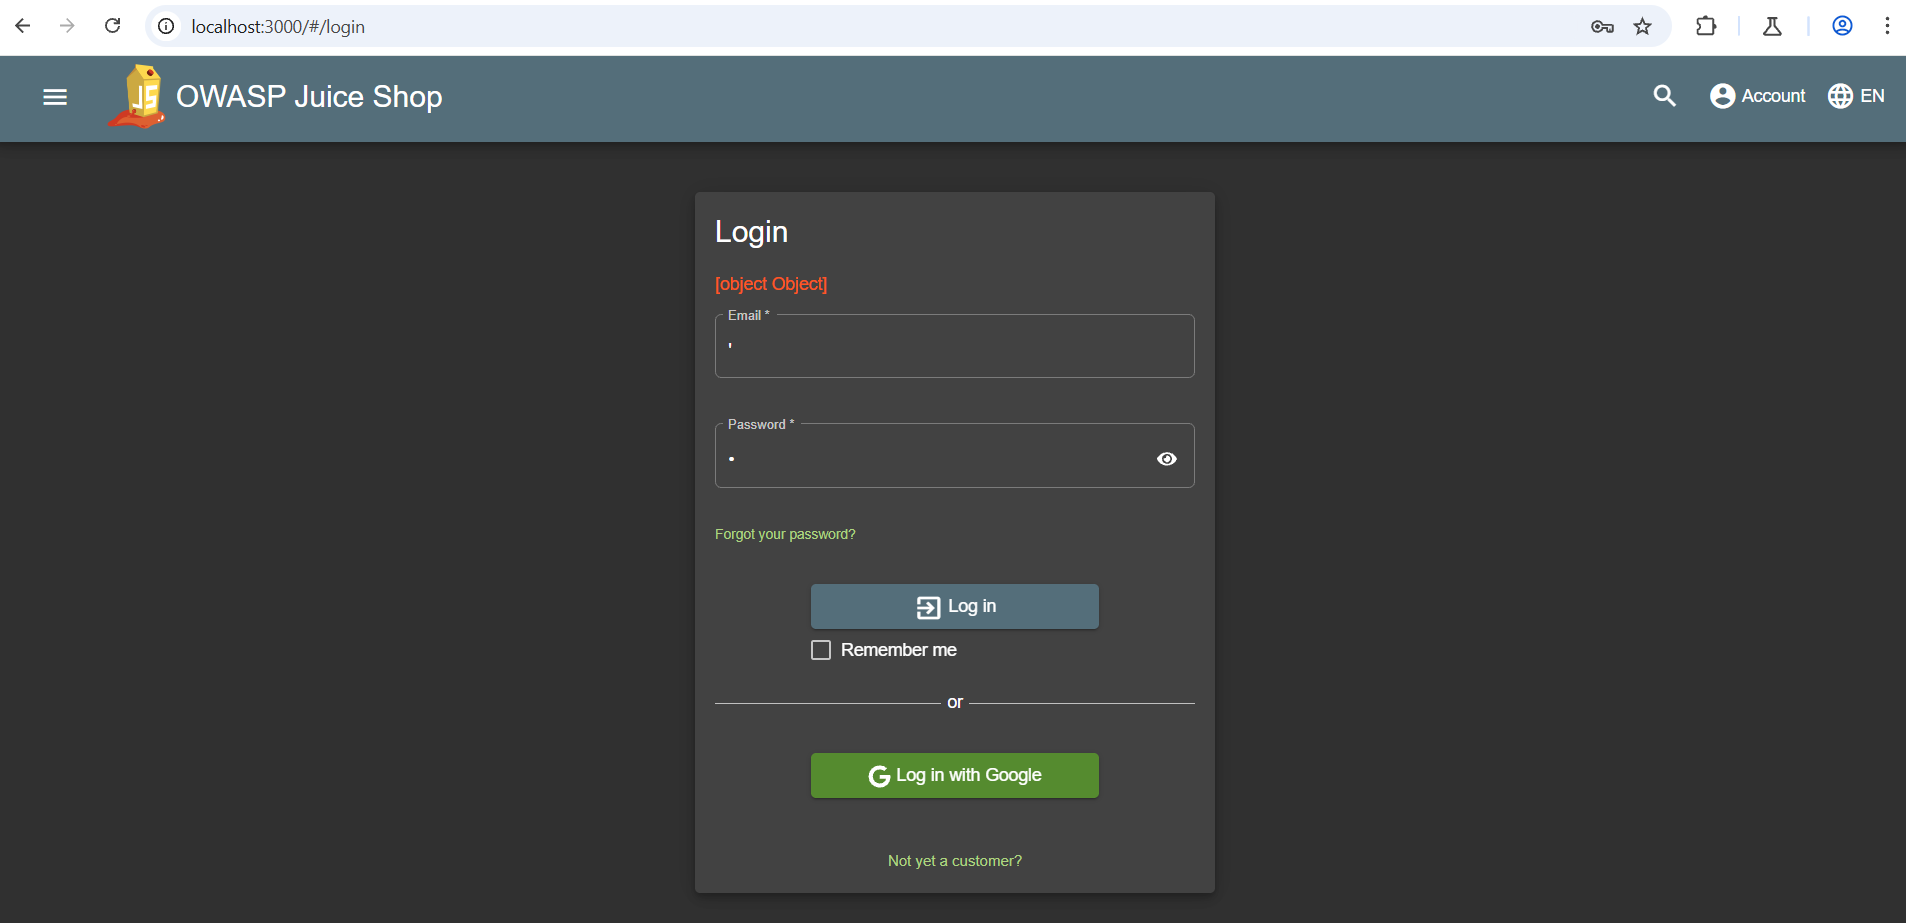 localhost:3000/#/login
JS OWASP Juice Shop
Account
EN
Login
[object Object]
Email *
'
Password *
•
Forgot your password?
Log in
Remember me
or
G Log in with Google
Not yet a customer?